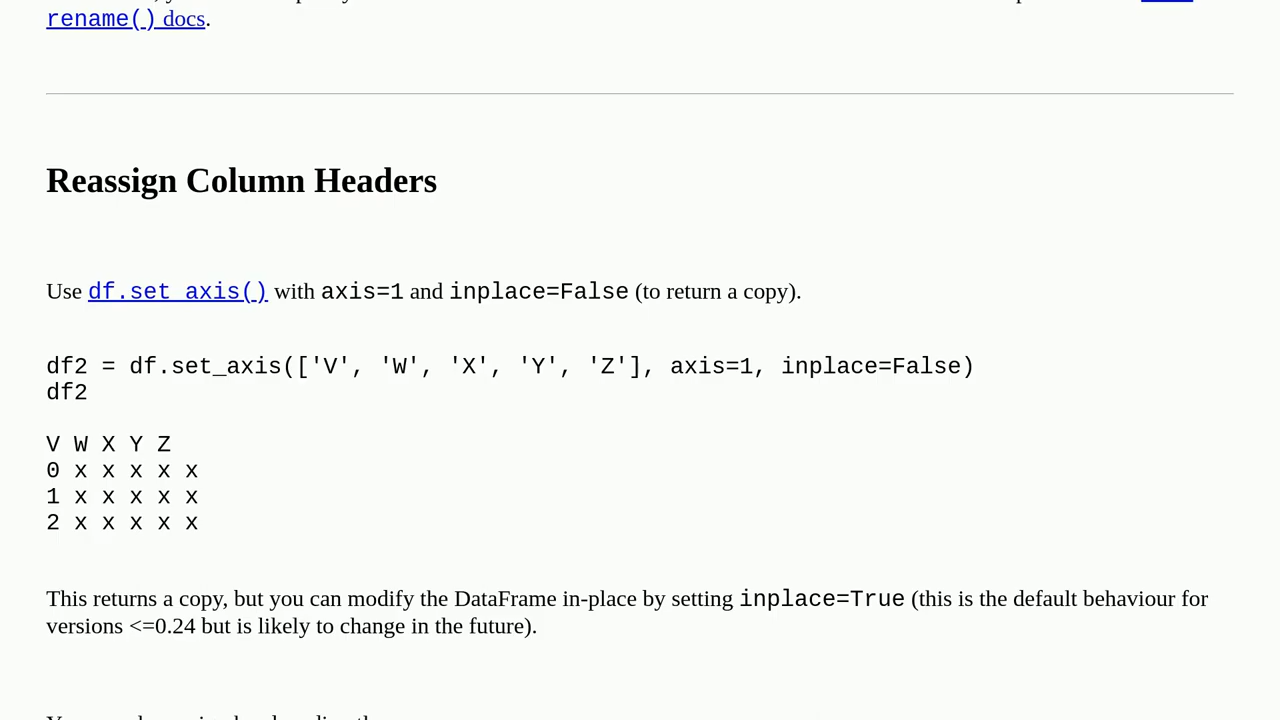 rename() docs.
Reassign Column Headers
Use df.set_axis() with axis=1 and inplace=False (to return a copy).
df2 = df.set_axis(['V', 'W', 'X', 'Y', 'Z'], axis=1, inplace=False)
df2
V W X Y Z
0 x x x x x
1 x x x x x
2 x x x x x
This returns a copy, but you can modify the DataFrame in-place by setting inplace=True (this is the default behaviour for
versions <=0.24 but is likely to change in the future).